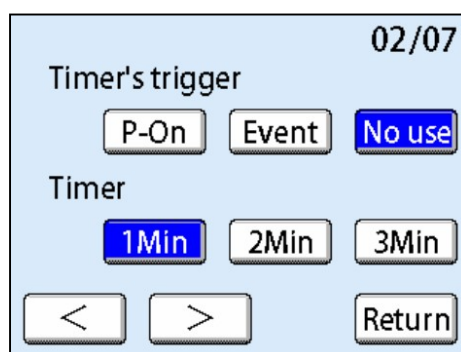 02/07
Timer's trigger
P-On Event No use
Timer
1Min 2Min 3Min
< > Return